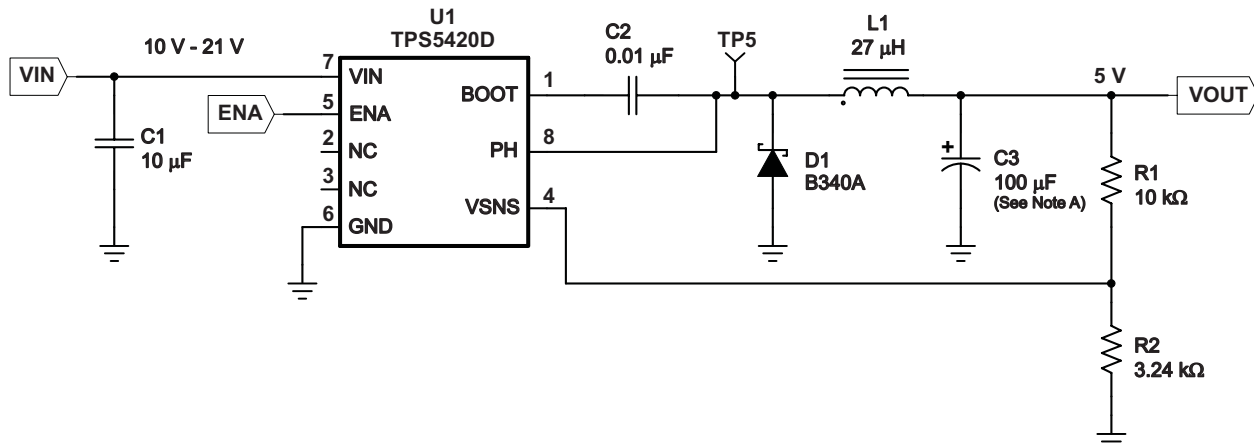 U1
TPS5420D
10 V - 21 V
VIN
ENA
C1
10 µF
7
VIN
5
ENA
2
NC
3
NC
6
GND
BOOT
1
PH
8
VSNS
4
C2
0.01 µF
TP5
L1
27 µH
D1
B340A
C3
100 µF
(See Note A)
+
5 V
VOUT
R1
10 kΩ
R2
3.24 kΩ